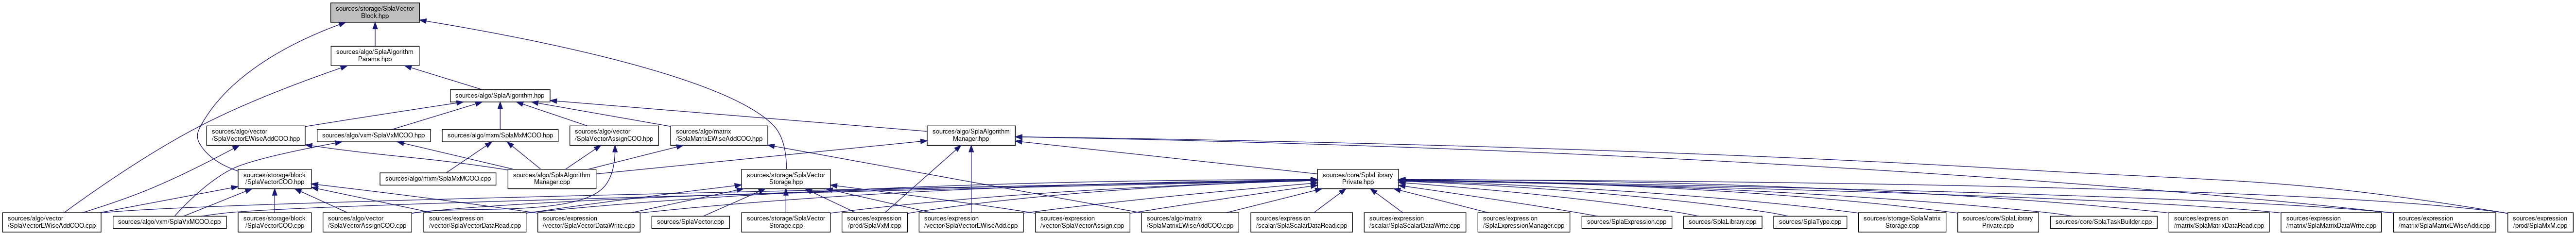 sources/storage/SplaVector
Block.hpp
sources/algo/SplaAlgorithm
Params.hpp
sources/algo/SplaAlgorithm.hpp
sources/algo/vector
/SplaVectorEWiseAddCOO.hpp
sources/algo/vxm/SplaVxMCOO.hpp
sources/algo/mxm/SplaMxMCOO.hpp
sources/algo/vector
/SplaVectorAssignCOO.hpp
sources/algo/matrix
/SplaMatrixEWiseAddCOO.hpp
sources/algo/SplaAlgorithm
Manager.hpp
sources/storage/block
/SplaVectorCOO.hpp
sources/algo/mxm/SplaMxMCOO.cpp
sources/algo/SplaAlgorithm
Manager.cpp
sources/storage/SplaVector
Storage.hpp
sources/core/SplaLibrary
Private.hpp
sources/algo/vector
/SplaVectorEWiseAddCOO.cpp
sources/algo/vxm/SplaVxMCOO.cpp
sources/storage/block
/SplaVectorCOO.cpp
sources/algo/vector
/SplaVectorAssignCOO.cpp
sources/expression
/vector/SplaVectorDataRead.cpp
sources/expression
/vector/SplaVectorDataWrite.cpp
sources/SplaVector.cpp
sources/storage/SplaVector
Storage.cpp
sources/expression
/prod/SplaVxM.cpp
sources/expression
/vector/SplaVectorEWiseAdd.cpp
sources/expression
/vector/SplaVectorAssign.cpp
sources/algo/matrix
/SplaMatrixEWiseAddCOO.cpp
sources/expression
/scalar/SplaScalarDataRead.cpp
sources/expression
/scalar/SplaScalarDataWrite.cpp
sources/expression
/SplaExpressionManager.cpp
sources/SplaExpression.cpp
sources/SplaLibrary.cpp
sources/SplaType.cpp
sources/storage/SplaMatrix
Storage.cpp
sources/core/SplaLibrary
Private.cpp
sources/core/SplaTaskBuilder.cpp
sources/expression
/matrix/SplaMatrixDataRead.cpp
sources/expression
/matrix/SplaMatrixDataWrite.cpp
sources/expression
/matrix/SplaMatrixEWiseAdd.cpp
sources/expression
/prod/SplaMxM.cpp